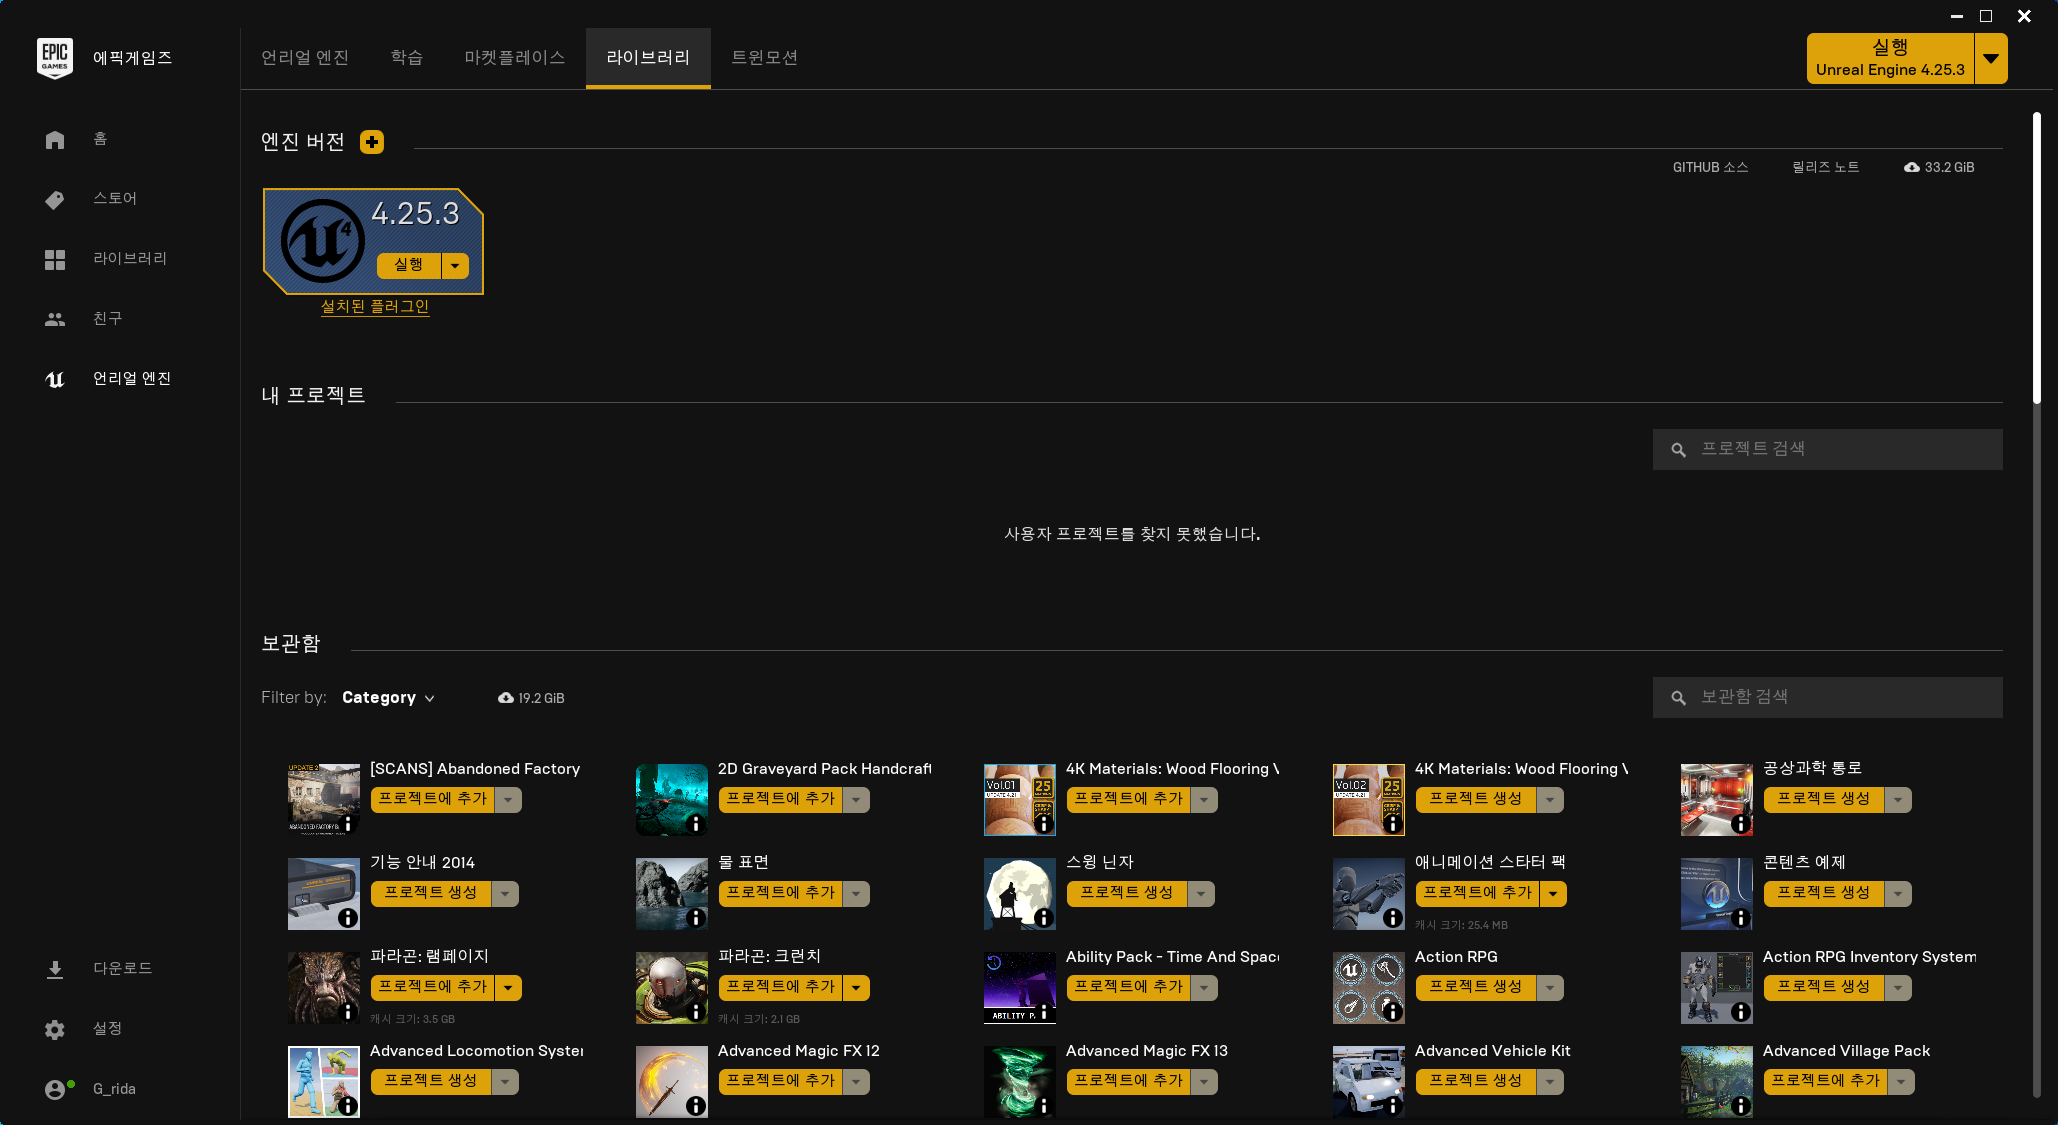 EPIC GAMES
에픽게임즈
언리얼 엔진
학습
마켓플레이스
라이브러리
트윈모션
실행
Unreal Engine 4.25.3
홈
스토어
라이브러리
친구
언리얼 엔진
엔진 버전
GITHUB 소스
릴리즈 노트
33.2 GiB
4.25.3
실행
설치된 플러그인
내 프로젝트
프로젝트 검색
사용자 프로젝트를 찾지 못했습니다.
보관함
Filter by: Category
19.2 GiB
보관함 검색
UPDATE 2
[SCANS] Abandoned Factory
프로젝트에 추가
2D Graveyard Pack Handcraft
프로젝트에 추가
Vol.01
UPDATE 4.21
25
4K Materials: Wood Flooring V
프로젝트에 추가
Vol.02
UPDATE 4.21
25
4K Materials: Wood Flooring V
프로젝트 생성
공상과학 통로
프로젝트 생성
기능 안내 2014
프로젝트 생성
물 표면
프로젝트에 추가
스윙 닌자
프로젝트 생성
애니메이션 스타터 팩
프로젝트에 추가
캐시 크기: 25.4 MB
콘텐츠 예제
프로젝트 생성
파라곤: 램페이지
프로젝트에 추가
캐시 크기: 3.5 GB
파라곤: 크런치
프로젝트에 추가
캐시 크기: 2.1 GB
ABILITY P
Ability Pack - Time And Space
프로젝트에 추가
Action RPG
프로젝트 생성
Action RPG Inventory System
프로젝트 생성
Advanced Locomotion System
프로젝트 생성
Advanced Magic FX 12
프로젝트에 추가
Advanced Magic FX 13
프로젝트에 추가
Advanced Vehicle Kit
프로젝트 생성
Advanced Village Pack
프로젝트에 추가
다운로드
설정
G_rida